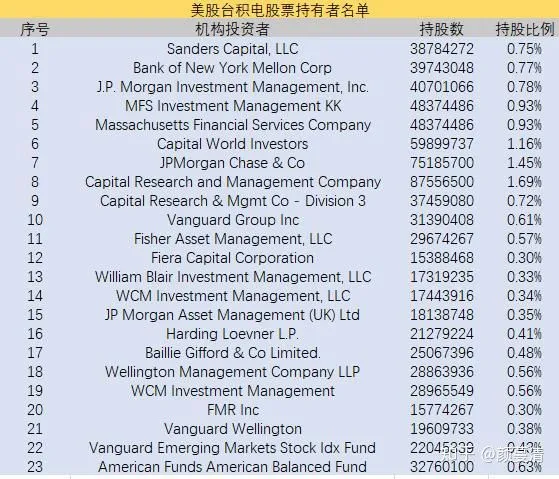 美股台积电股票持有者名单
序号 机构投资者 持股数 持股比例
1 Sanders Capital, LLC 38784272 0.75%
2 Bank of New York Mellon Corp 39743048 0.77%
3 J.P. Morgan Investment Management, Inc. 40701066 0.78%
4 MFS Investment Management KK 48374486 0.93%
5 Massachusetts Financial Services Company 48374486 0.93%
6 Capital World Investors 59899737 1.16%
7 JPMorgan Chase & Co 75185700 1.45%
8 Capital Research and Management Company 87556500 1.69%
9 Capital Research & Mgmt Co - Division 3 37459080 0.72%
10 Vanguard Group Inc 31390408 0.61%
11 Fisher Asset Management, LLC 29674267 0.57%
12 Fiera Capital Corporation 15388468 0.30%
13 William Blair Investment Management, LLC 17319235 0.33%
14 WCM Investment Management, LLC 17443916 0.34%
15 JP Morgan Asset Management (UK) Ltd 18138748 0.35%
16 Harding Loevner L.P. 21279224 0.41%
17 Baillie Gifford & Co Limited. 25067396 0.48%
18 Wellington Management Company LLP 28863936 0.56%
19 WCM Investment Management 28965549 0.56%
20 FMR Inc 15774267 0.30%
21 Vanguard Wellington 19609733 0.38%
22 Vanguard Emerging Markets Stock Idx Fund 22045339 0.43%
23 American Funds American Balanced Fund 32760100 0.63%
知乎